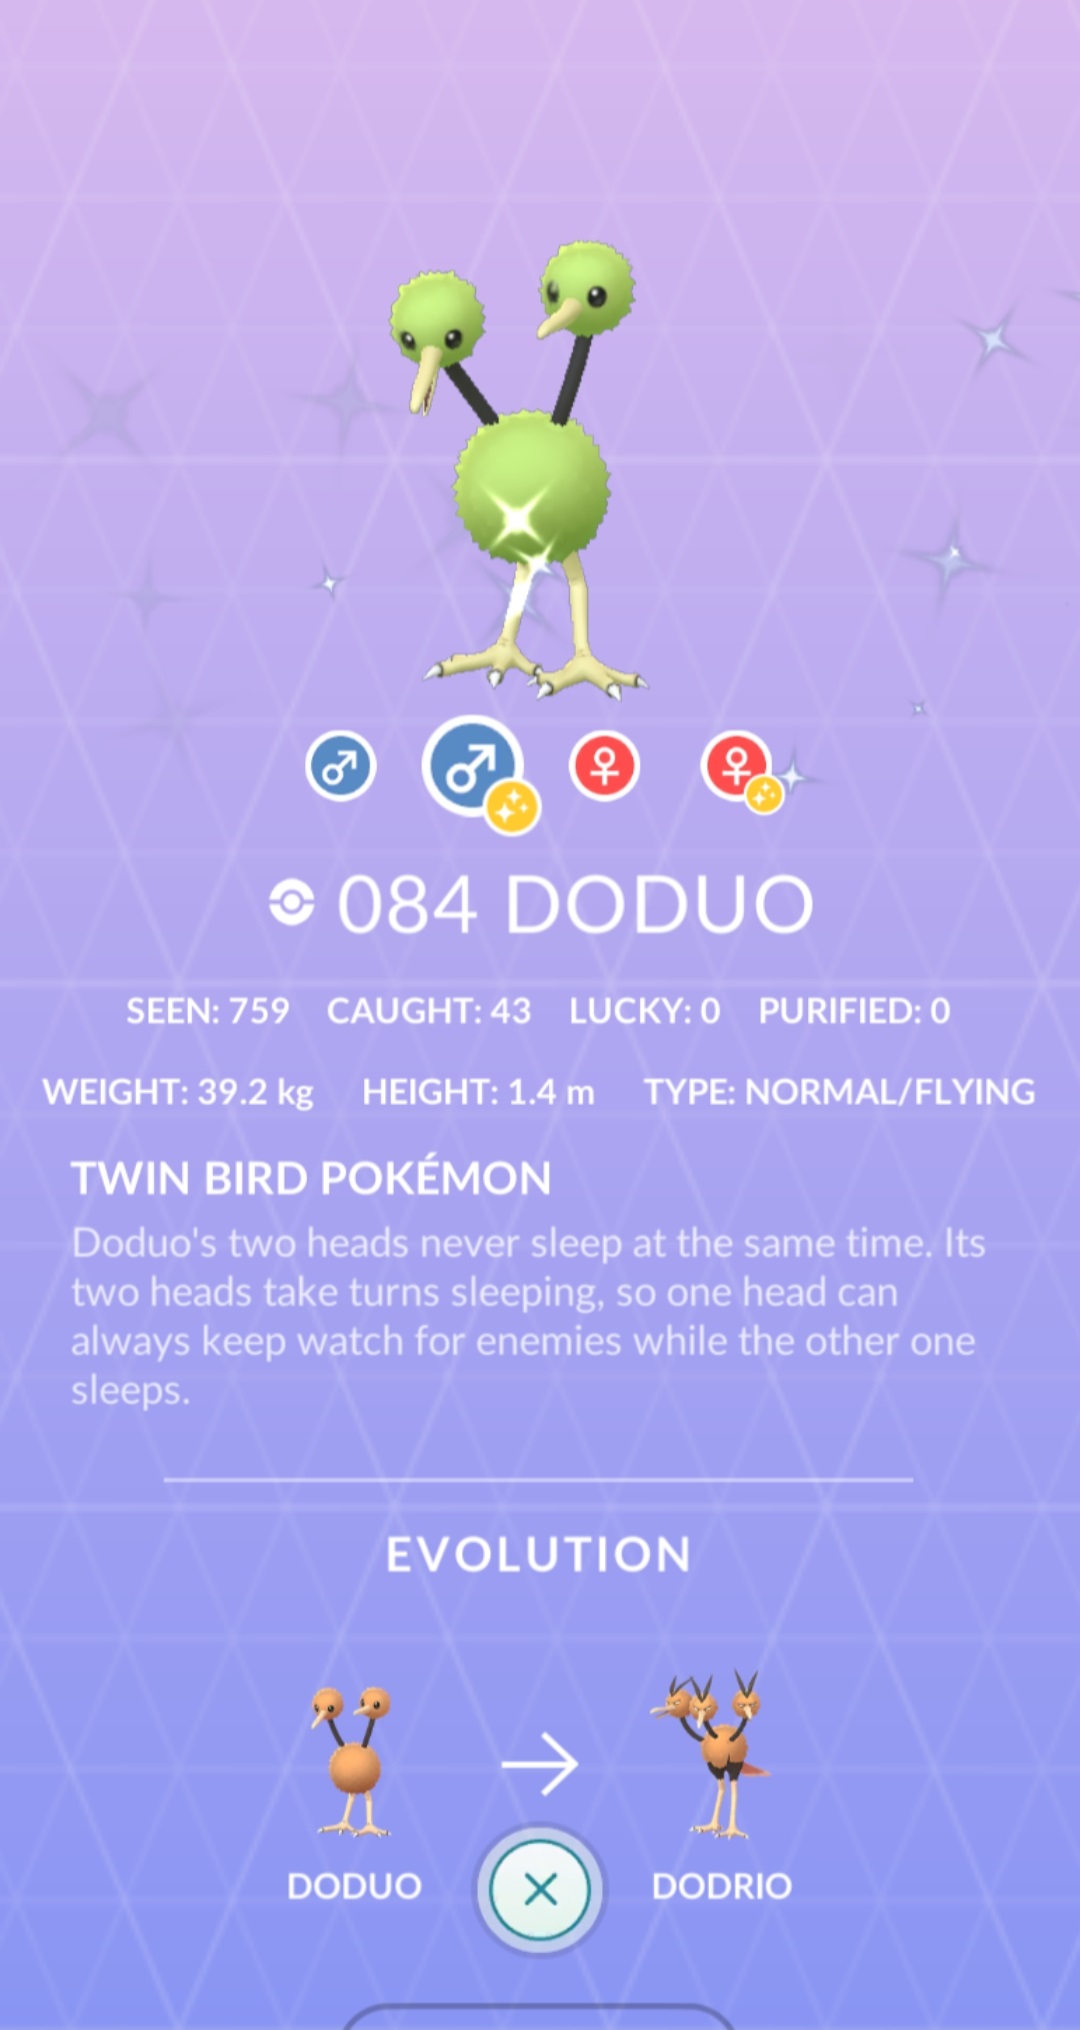 084 DODUO
SEEN: 759 CAUGHT: 43 LUCKY: 0 PURIFIED: 0
WEIGHT: 39.2 kg HEIGHT: 1.4 m TYPE: NORMAL/FLYING
TWIN BIRD POKÉMON
Doduo's two heads never sleep at the same time. Its
two heads take turns sleeping, so one head can
always keep watch for enemies while the other one
sleeps.
EVOLUTION
DODUO DODRIO